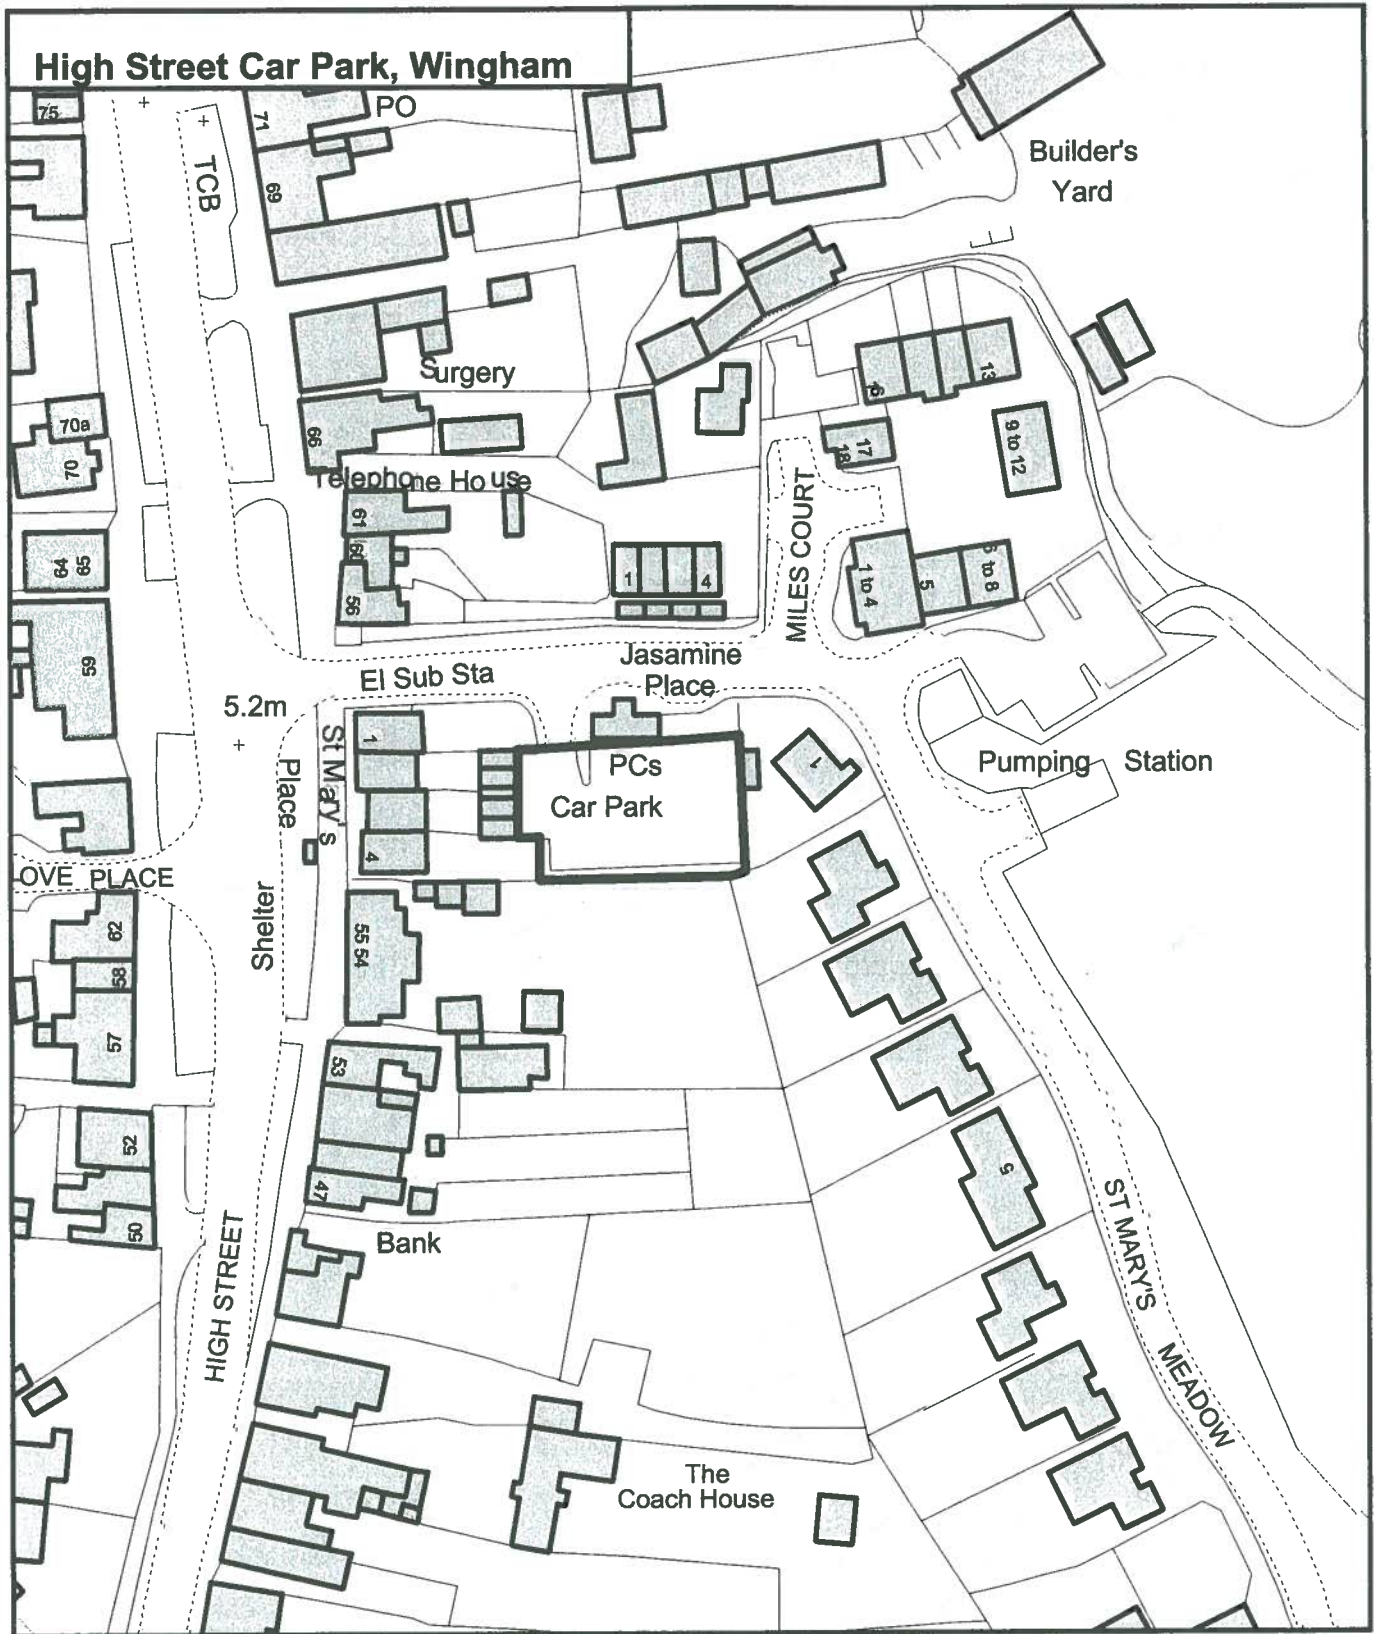 High Street Car Park, Wingham
75
71
PO
TCB
69
Builder's
Yard
Surgery
70a
70
66
Telephone House
61
60
56
64 65
59
16
13
17
18
9 to 12
MILES COURT
1
4
1 to 4
5
6 to 8
Jasamine
Place
El Sub Sta
5.2m
St Mary's
Place
1
4
PCs
Car Park
1
Pumping Station
OVE PLACE
Shelter
62
58
57
55 54
53
52
50
47
Bank
HIGH STREET
5
ST MARY'S MEADOW
The
Coach House